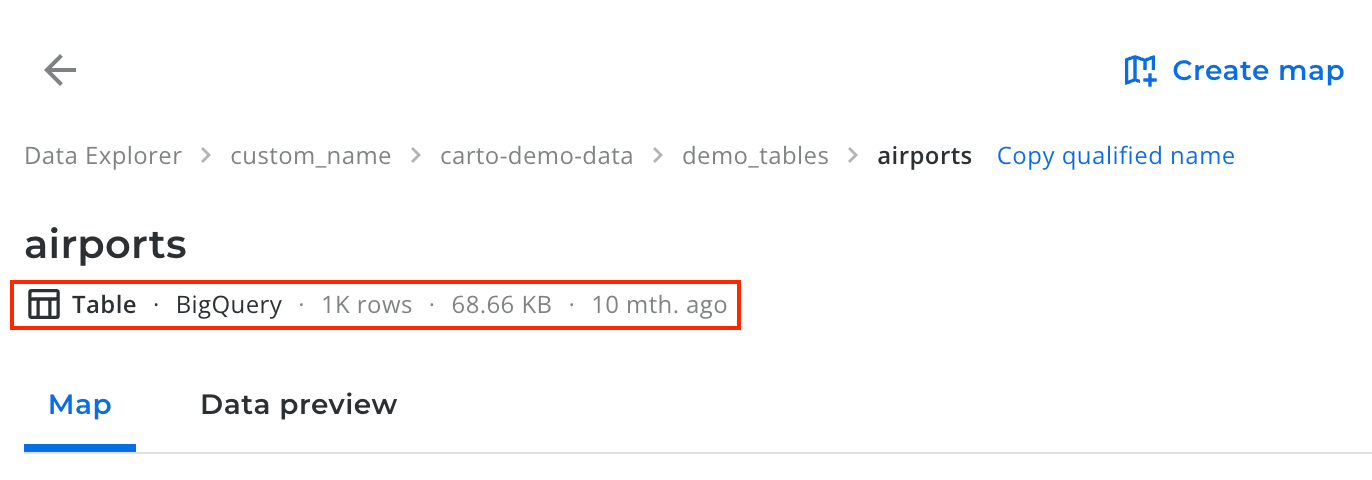 Create map
Data Explorer > custom_name > carto-demo-data > demo_tables > airports Copy qualified name
airports
Table · BigQuery · 1K rows · 68.66 KB · 10 mth. ago
Map Data preview